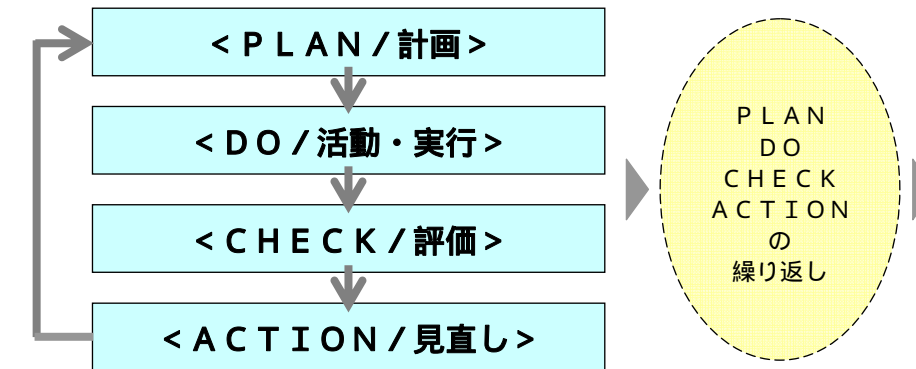 ＜ＰＬＡＮ／計画＞
＜ＤＯ／活動・実行＞
＜ＣＨＥＣＫ／評価＞
＜ＡＣＴＩＯＮ／見直し＞
ＰＬＡＮ
ＤＯ
ＣＨＥＣＫ
ＡＣＴＩＯＮ
の
繰り返し